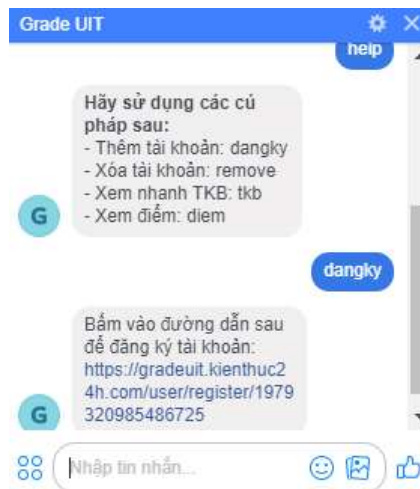 Grade UIT
help
Hãy sử dụng các cú
pháp sau:
- Thêm tài khoản: dangky
- Xóa tài khoản: remove
- Xem nhanh TKB: tkb
- Xem điểm: diem
G
dangky
Bấm vào đường dẫn sau
để đăng ký tài khoản:
https://gradeuit.kienthuc2
4h.com/user/register/1979
320985486725
G
Nhập tin nhắn...